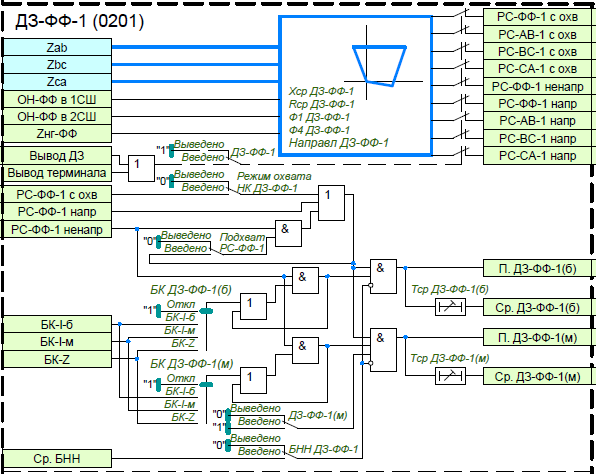 ДЗ-ФФ-1 (0201)
Zab
Zbc
Zca
ОН-ФФ в 1СШ
ОН-ФФ в 2СШ
Zнг-ФФ
Хср ДЗ-ФФ-1
Rср ДЗ-ФФ-1
Ф1 ДЗ-ФФ-1
Ф4 ДЗ-ФФ-1
Направл ДЗ-ФФ-1
РС-ФФ-1 с охв
РС-АВ-1 с охв
РС-ВС-1 с охв
РС-СА-1 с охв
РС-ФФ-1 ненапр
РС-ФФ-1 напр
РС-АВ-1 напр
РС-ВС-1 напр
РС-СА-1 напр
Вывод ДЗ
Вывод терминала
1
"1"
Выведено
Введено
ДЗ-ФФ-1
"0"
Выведено
Введено
Режим охвата
НК ДЗ-ФФ-1
РС-ФФ-1 с охв
РС-ФФ-1 напр
РС-ФФ-1 ненапр
1
&
"0"
Выведено
Введено
Подхват
РС-ФФ-1
БК ДЗ-ФФ-1(б)
"1"
Откл
БК-I-б
БК-I-м
БК-Z
1
&
&
П. ДЗ-ФФ-1(б)
Тср ДЗ-ФФ-1(б)
Ср. ДЗ-ФФ-1(б)
БК-I-б
БК-I-м
БК-Z
БК ДЗ-ФФ-1(м)
"1"
Откл
БК-I-б
БК-I-м
БК-Z
1
&
&
П. ДЗ-ФФ-1(м)
Тср ДЗ-ФФ-1(м)
Ср. ДЗ-ФФ-1(м)
"0"
Выведено
"1"
Введено
ДЗ-ФФ-1(м)
"0"
Выведено
Введено
БНН ДЗ-ФФ-1
Ср. БНН